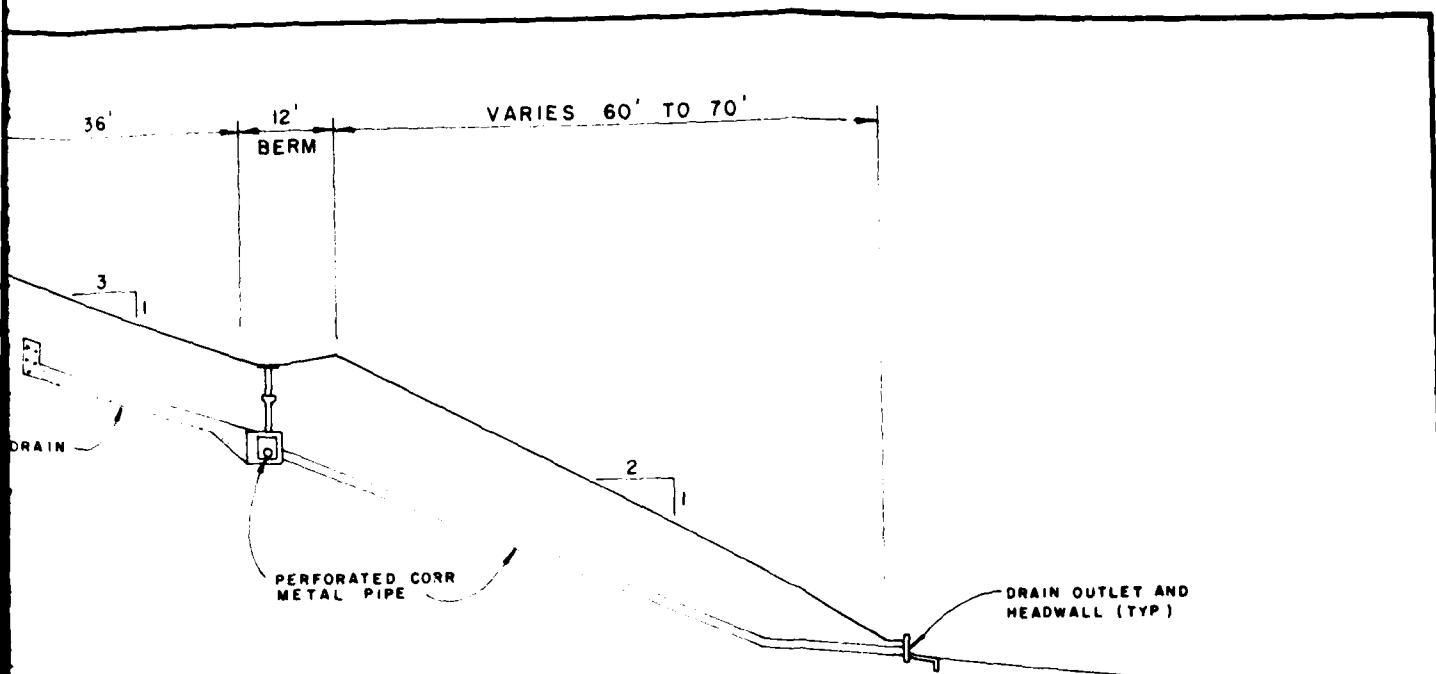 36'
12'
BERM
VARIES 60' TO 70'
3
1
DRAIN
2
1
PERFORATED CORR
METAL PIPE
DRAIN OUTLET AND
HEADWALL (TYP)